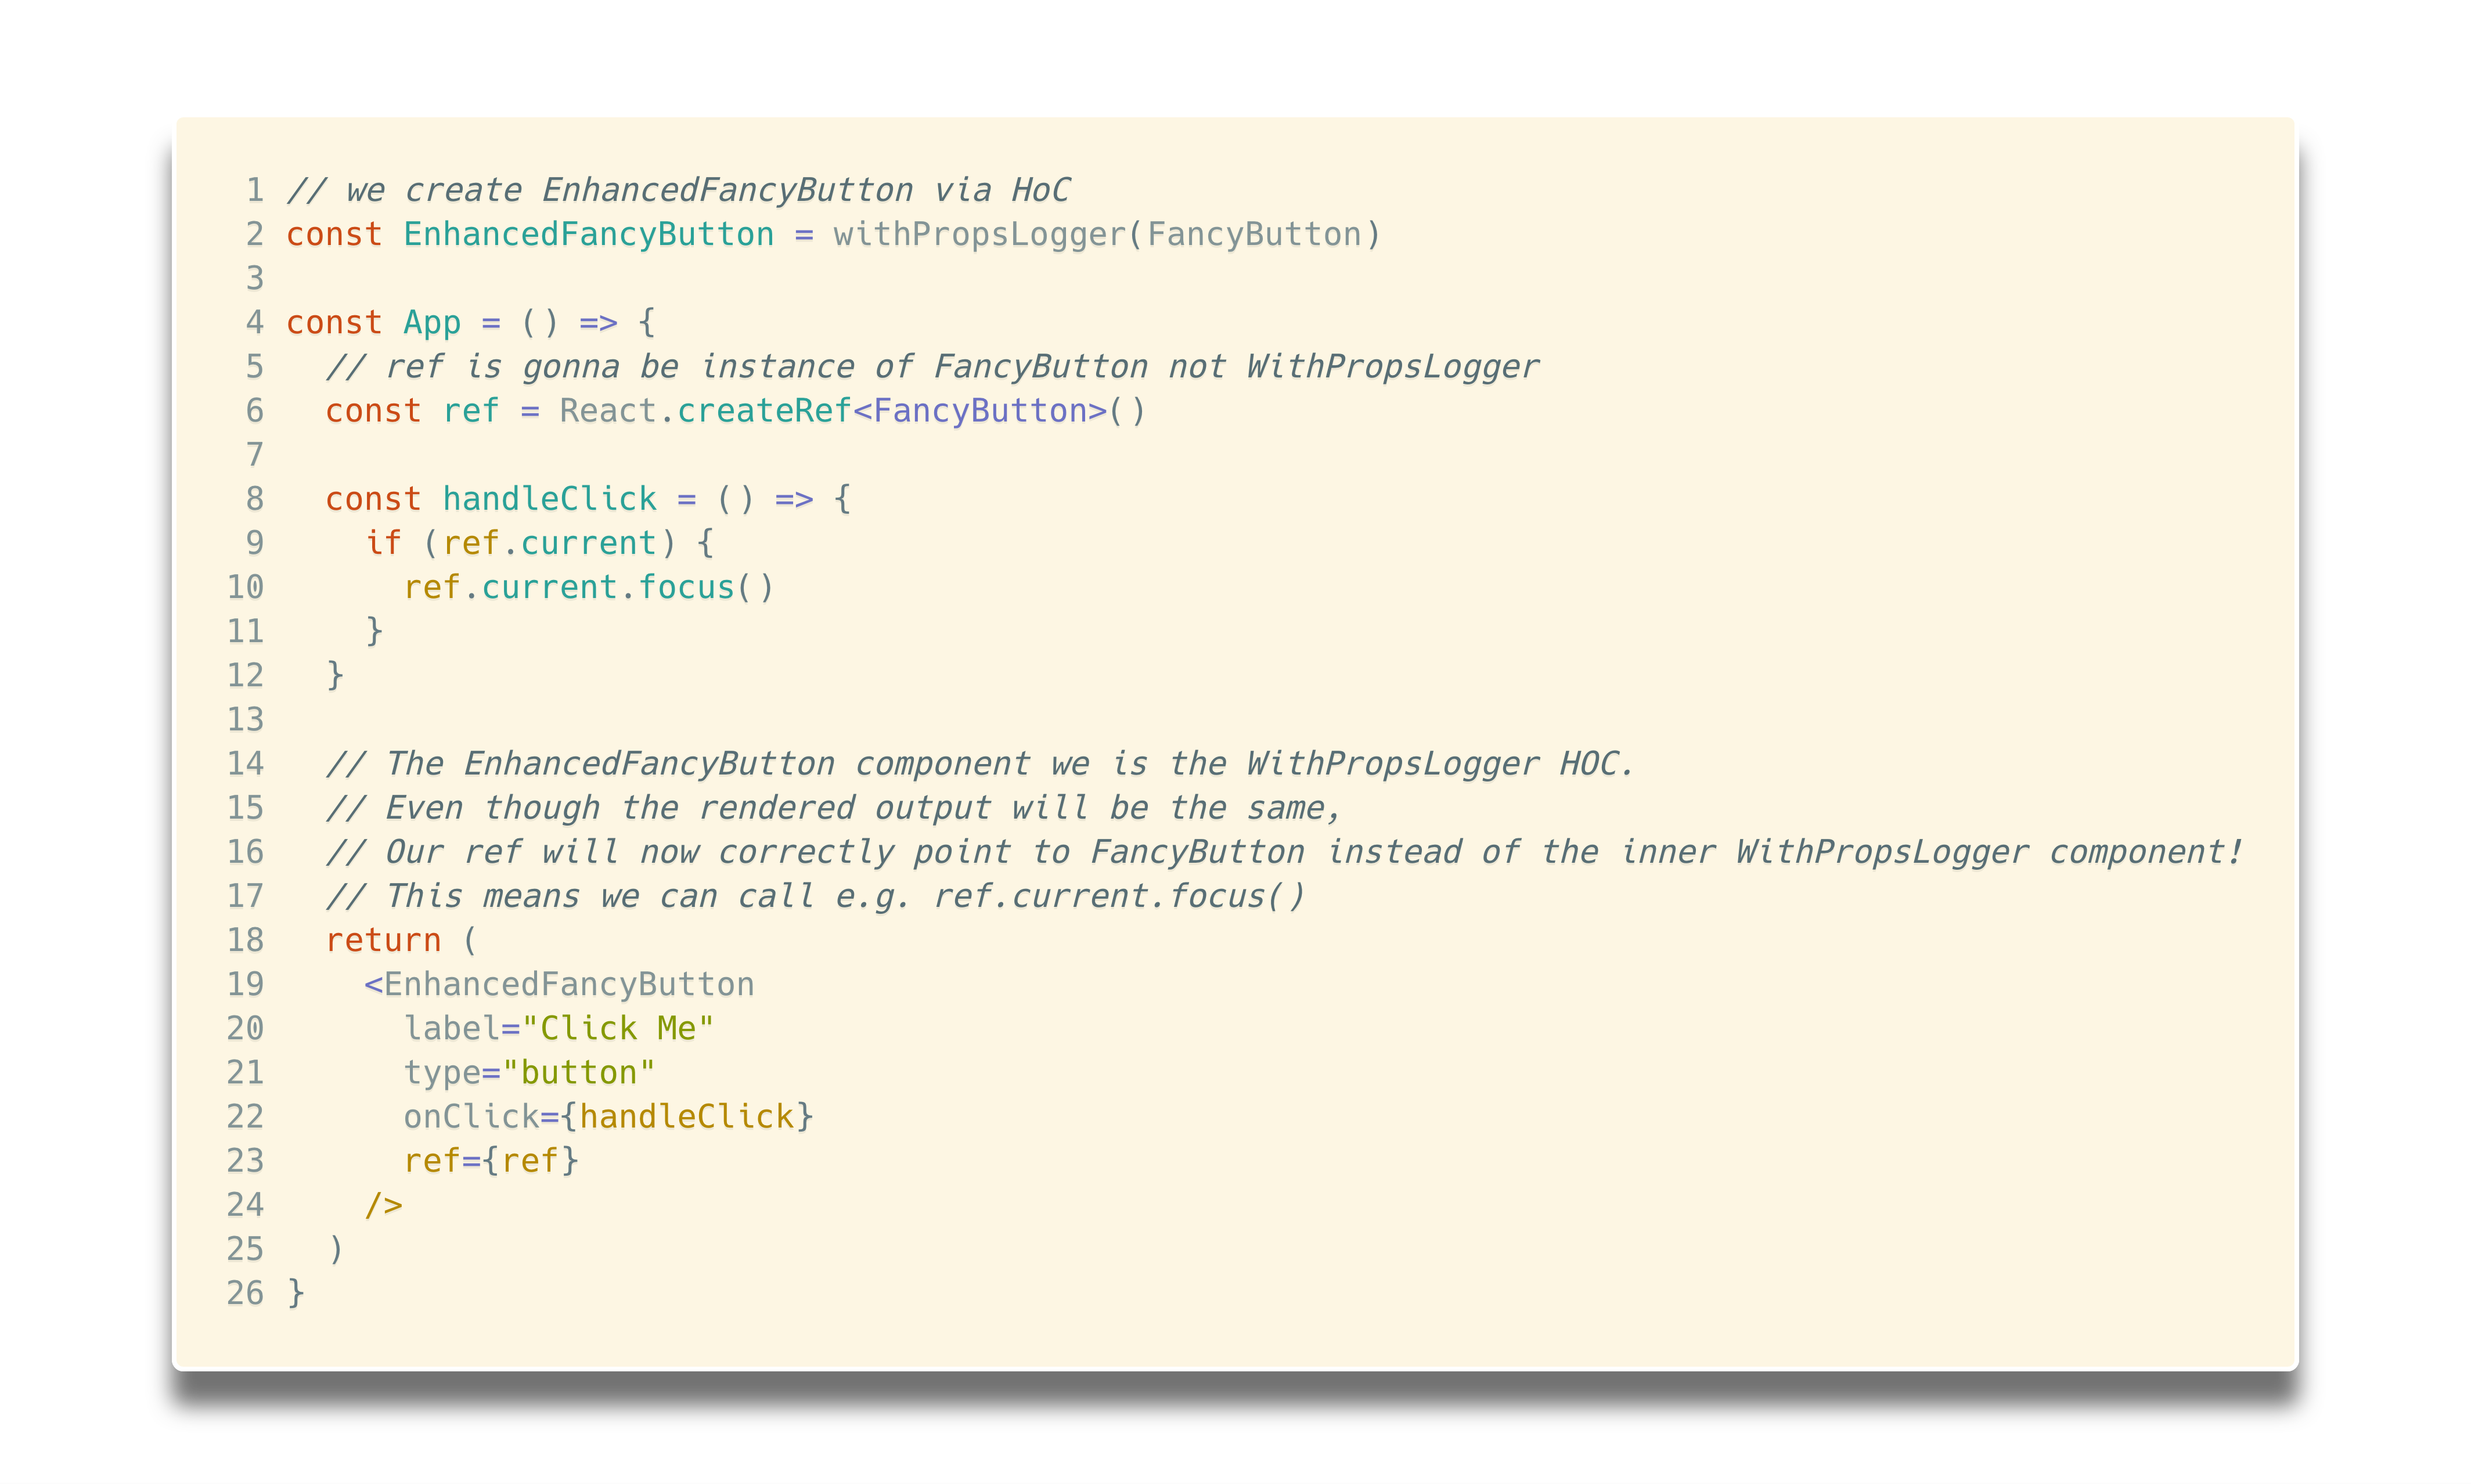 1 // we create EnhancedFancyButton via HoC
2 const EnhancedFancyButton = withPropsLogger(FancyButton)
3
4 const App = () => {
5   // ref is gonna be instance of FancyButton not WithPropsLogger
6   const ref = React.createRef<FancyButton>()
7
8   const handleClick = () => {
9     if (ref.current) {
10       ref.current.focus()
11     }
12   }
13
14   // The EnhancedFancyButton component we is the WithPropsLogger HOC.
15   // Even though the rendered output will be the same,
16   // Our ref will now correctly point to FancyButton instead of the inner WithPropsLogger component!
17   // This means we can call e.g. ref.current.focus()
18   return (
19     <EnhancedFancyButton
20       label="Click Me"
21       type="button"
22       onClick={handleClick}
23       ref={ref}
24     />
25   )
26 }